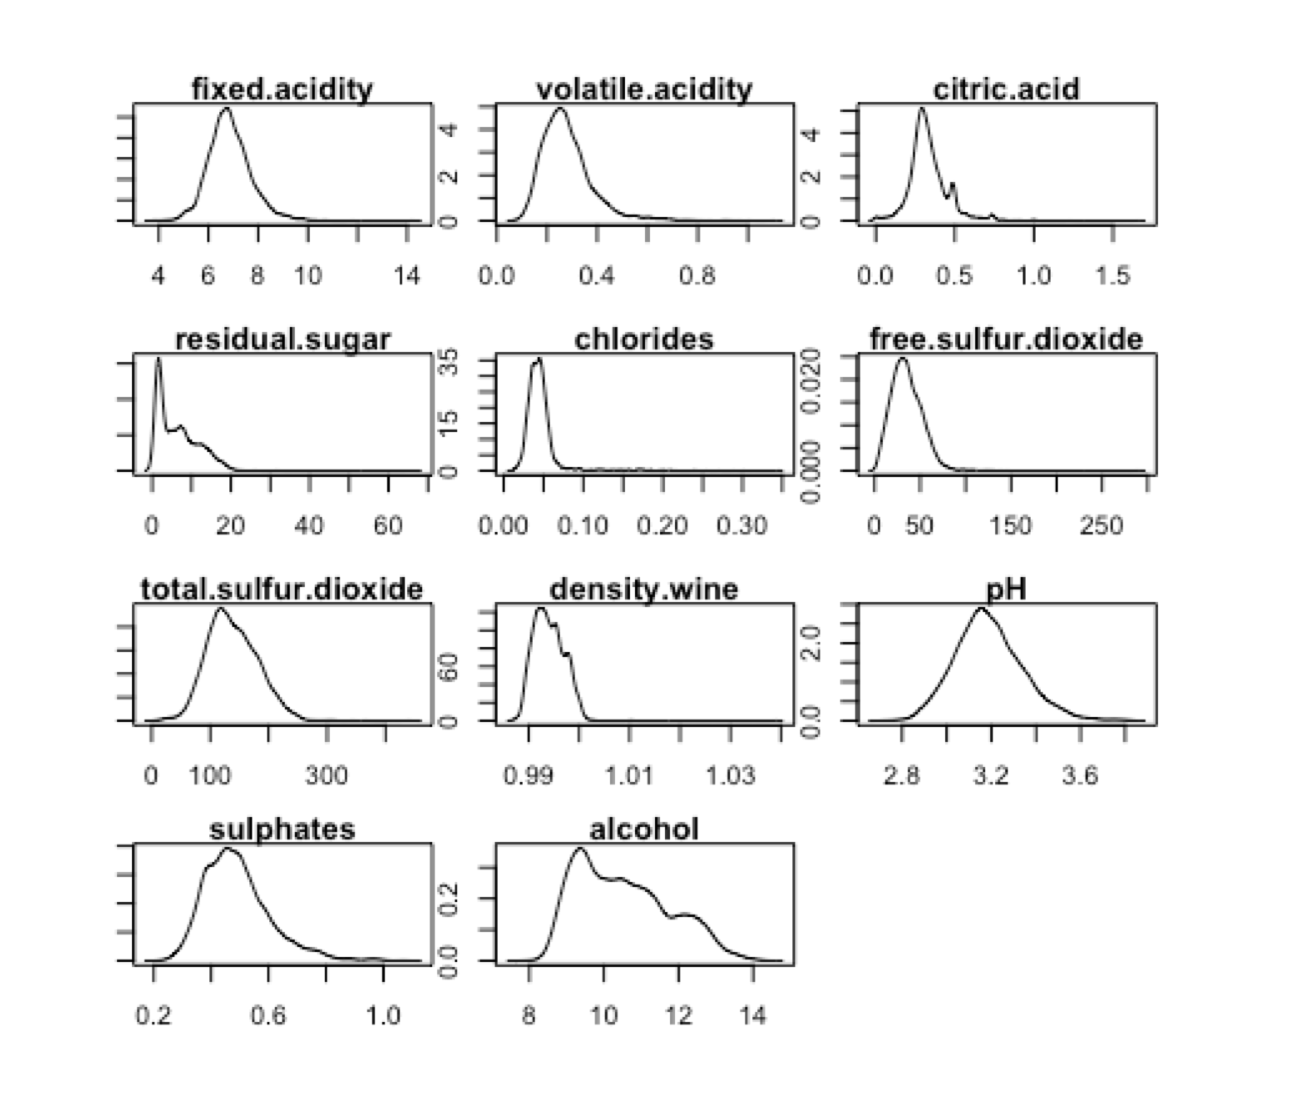 fixed.acidity volatile.acidity citric.acid
0 2 4 0 2 4
4 6 8 10 14 0.0 0.4 0.8 0.0 0.5 1.0 1.5
residual.sugar chlorides free.sulfur.dioxide
0 15 35 0.000 0.020
0 20 40 60 0.00 0.10 0.20 0.30 0 50 150 250
total.sulfur.dioxide density.wine pH
0 60 0.0 2.0
0 100 300 0.99 1.01 1.03 2.8 3.2 3.6
sulphates alcohol
0.0 0.2
0.2 0.6 1.0 8 10 12 14